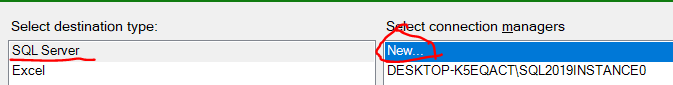 Select destination type:
Select connection managers
SQL Server
New...
Excel
DESKTOP-K5EQACT\SQL2019INSTANCE0